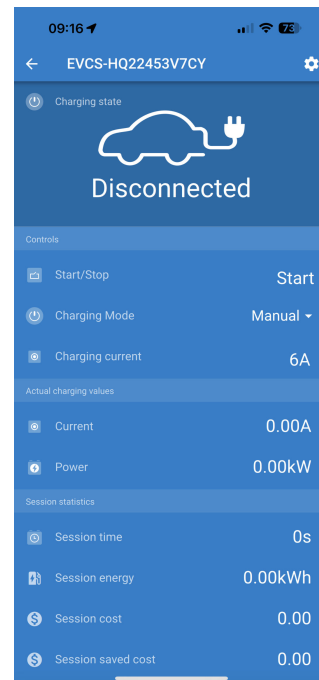 09:16
73
EVCS-HQ22453V7CY
Charging state
Disconnected
Controls
Start/Stop Start
Charging Mode Manual
Charging current 6A
Actual charging values
Current 0.00A
Power 0.00kW
Session statistics
Session time 0s
Session energy 0.00kWh
Session cost 0.00
Session saved cost 0.00